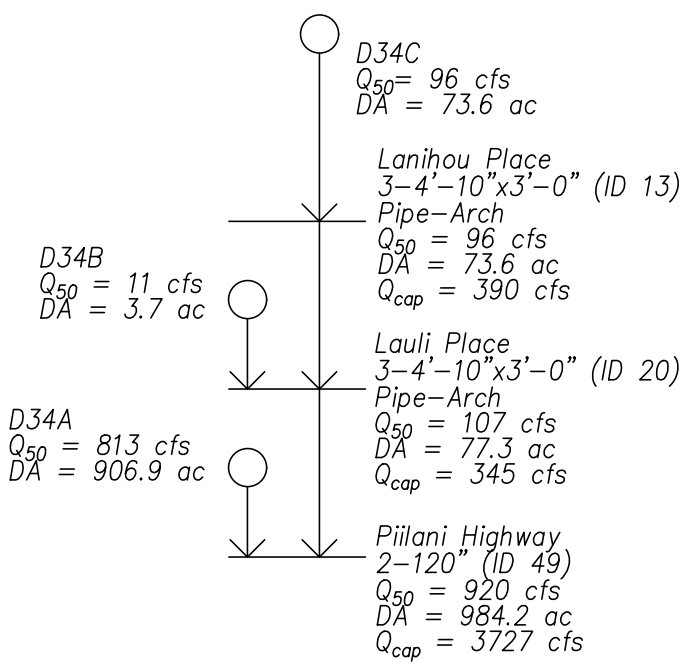 D34C
Q50= 96 cfs
DA = 73.6 ac
Lanihou Place
3-4'-10"x3'-0" (ID 13)
Pipe-Arch
Q50 = 96 cfs
DA = 73.6 ac
Qcap = 390 cfs
D34B
Q50 = 11 cfs
DA = 3.7 ac
Lauli Place
3-4'-10"x3'-0" (ID 20)
Pipe-Arch
Q50 = 107 cfs
DA = 77.3 ac
Qcap = 345 cfs
D34A
Q50 = 813 cfs
DA = 906.9 ac
Piilani Highway
2-120" (ID 49)
Q50 = 920 cfs
DA = 984.2 ac
Qcap = 3727 cfs